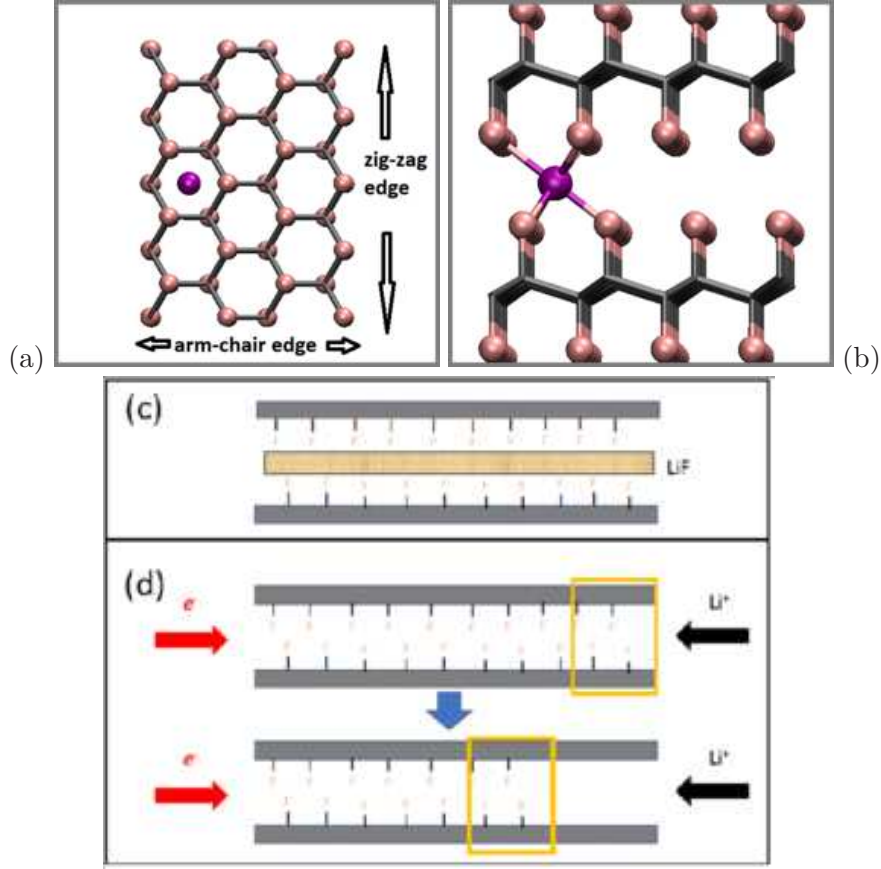 zig-zag
edge
arm-chair edge
(a)
(b)
(c)
LiF
(d)
e
Li⁺
e
Li⁺